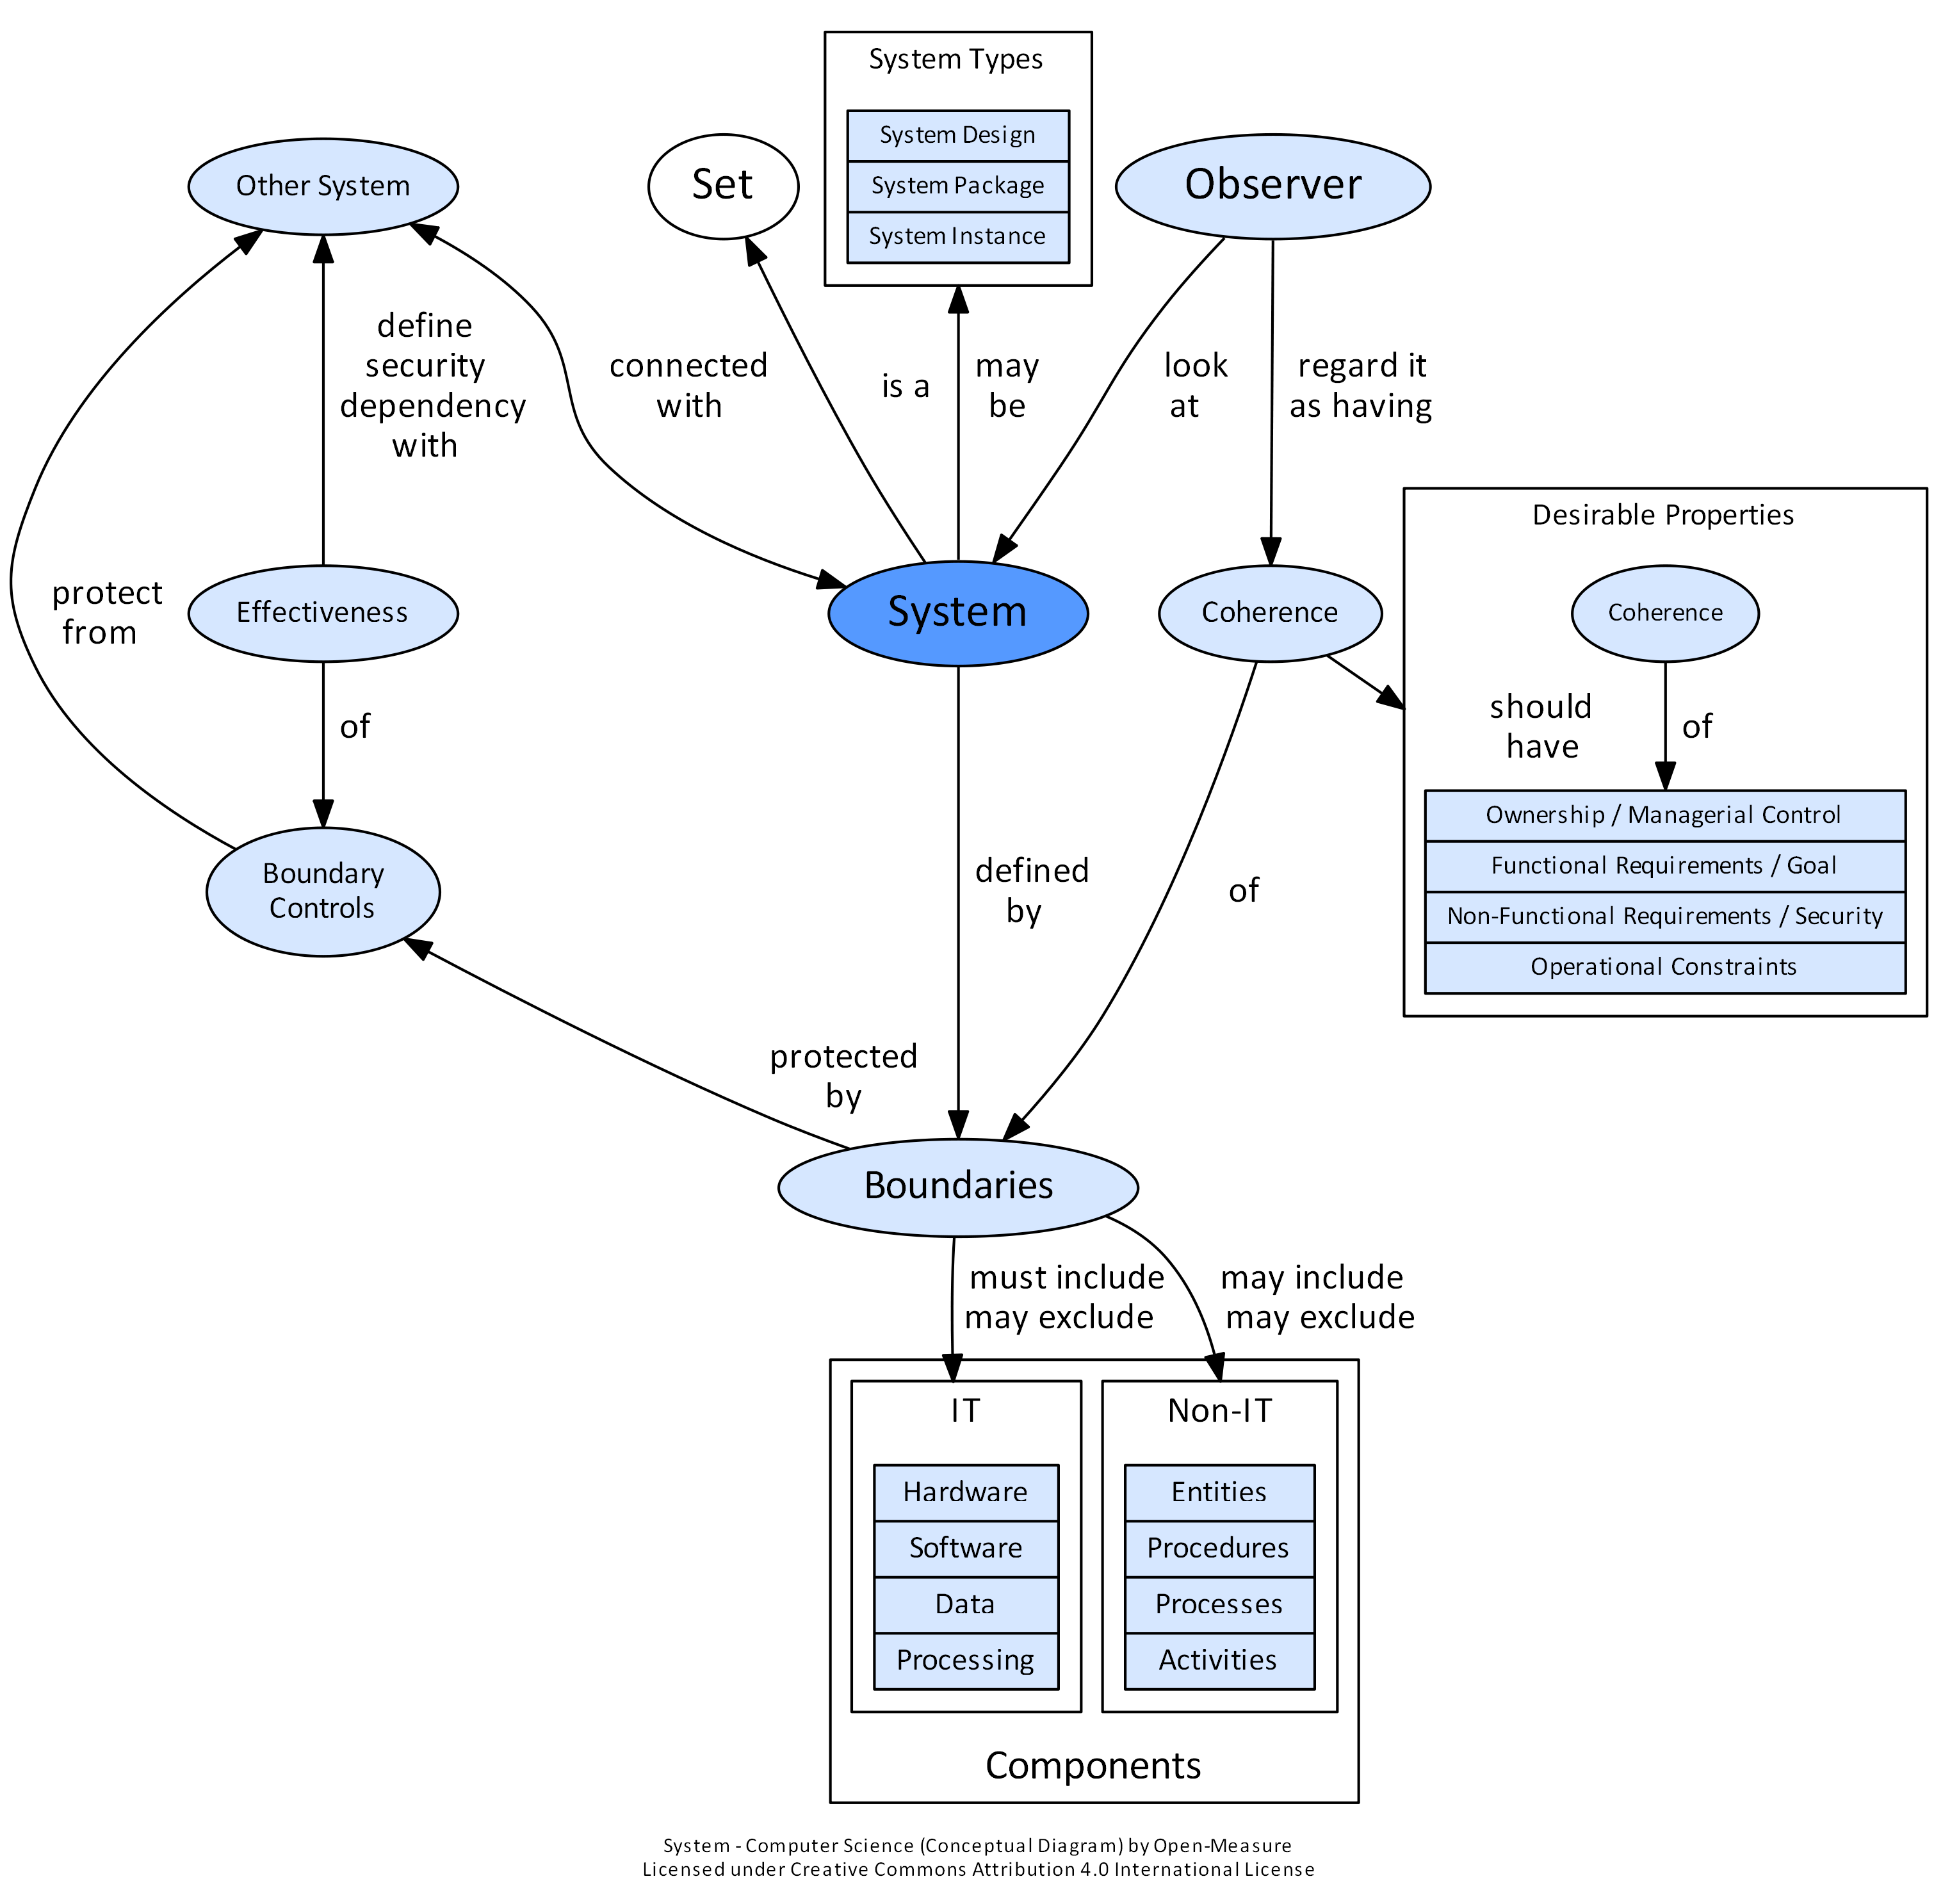 System Types
System Design
System Package
System Instance
Other System
Set
Observer
define
security
dependency
with
connected
with
is a
may
be
look
at
regard it
as having
protect
from
Effectiveness
System
Coherence
Desirable Properties
Coherence
of
should
have
of
Ownership / Managerial Control
Functional Requirements / Goal
Non-Functional Requirements / Security
Operational Constraints
Boundary
Controls
defined
by
of
protected
by
Boundaries
must include
may exclude
may include
may exclude
IT
Hardware
Software
Data
Processing
Non-IT
Entities
Procedures
Processes
Activities
Components
System - Computer Science (Conceptual Diagram) by Open-Measure
Licensed under Creative Commons Attribution 4.0 International License